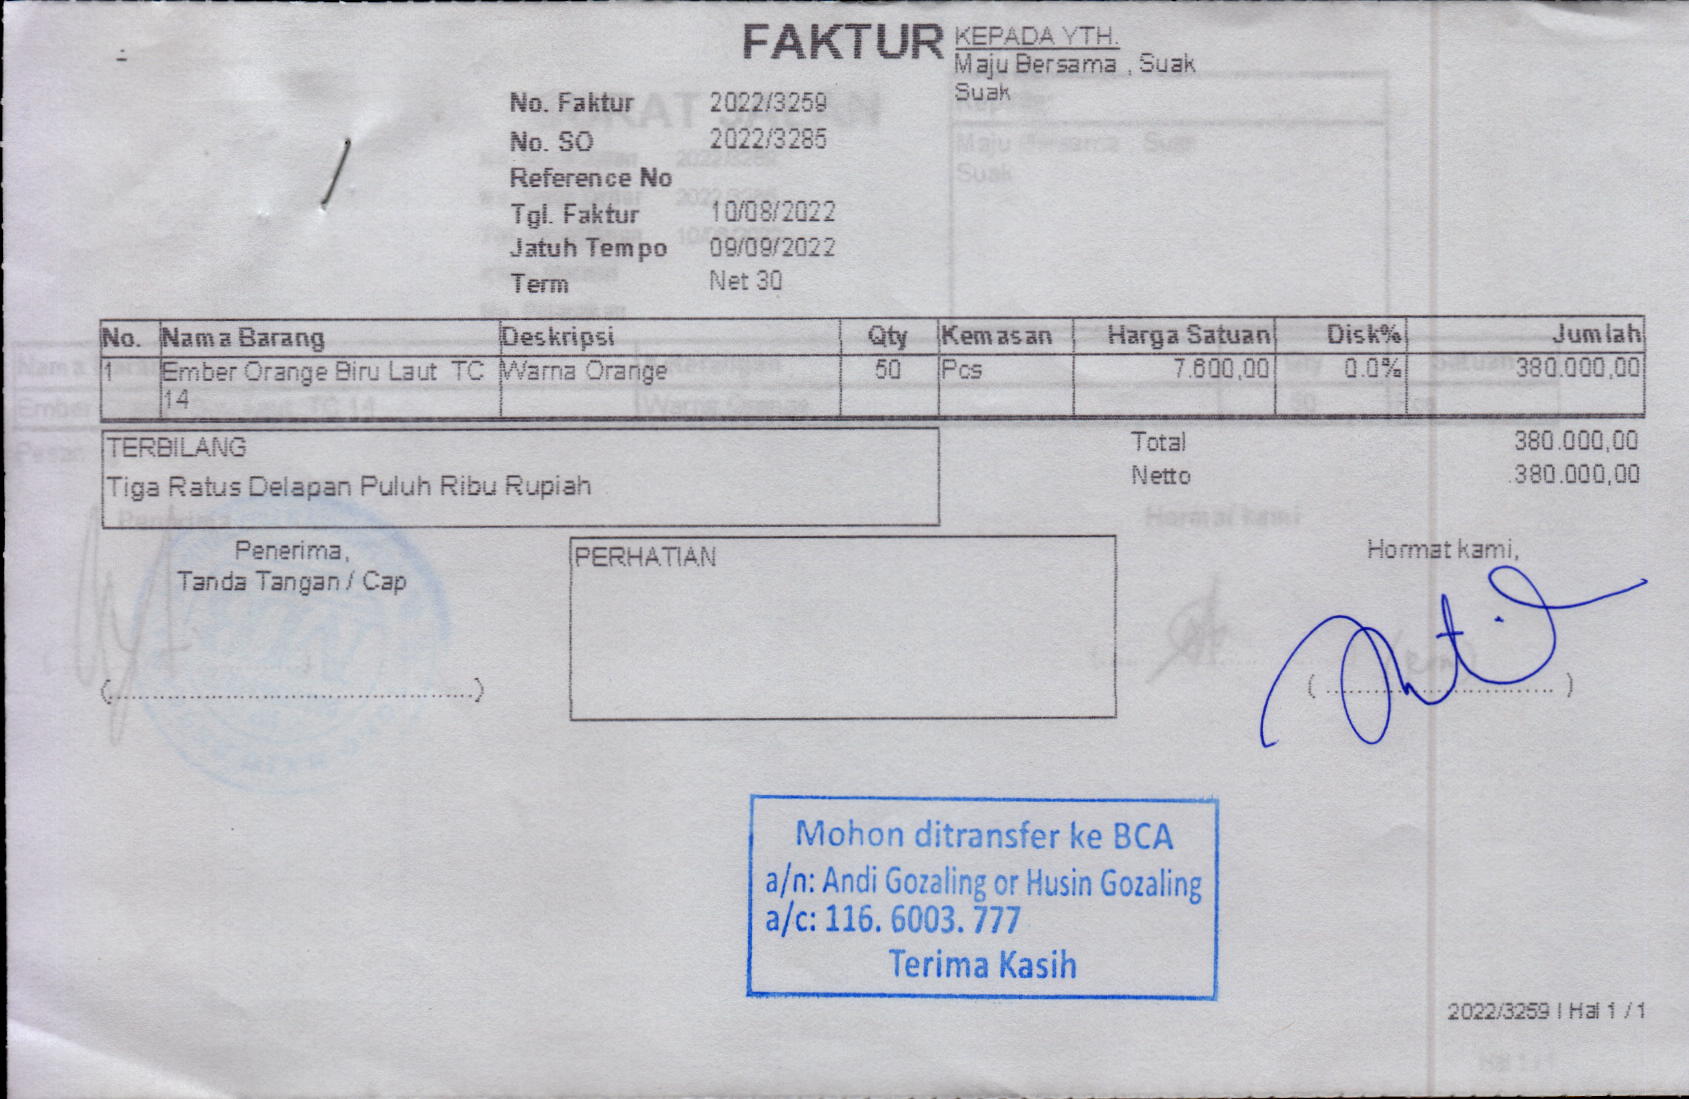 FAKTUR
KEPADA YTH.
Maju Bersama , Suak
Suak
No. Faktur 2022/3259
No. SO 2022/3285
Reference No
Tgl. Faktur 10/08/2022
Jatuh Tempo 09/09/2022
Term Net 30
No. Nama Barang Deskripsi Qty Kemasan Harga Satuan Disk% Jumlah
1 Ember Orange Biru Laut TC Warna Orange 50 Pcs 7.600,00 0.0% 380.000,00
14
TERBILANG
Tiga Ratus Delapan Puluh Ribu Rupiah
Total 380.000,00
Netto 380.000,00
Penerima,
Tanda Tangan / Cap
PERHATIAN
Hormat kami,
Mohon ditransfer ke BCA
a/n: Andi Gozaling or Husin Gozaling
a/c: 116. 6003. 777
Terima Kasih
2022/3259 | Hal 1 / 1